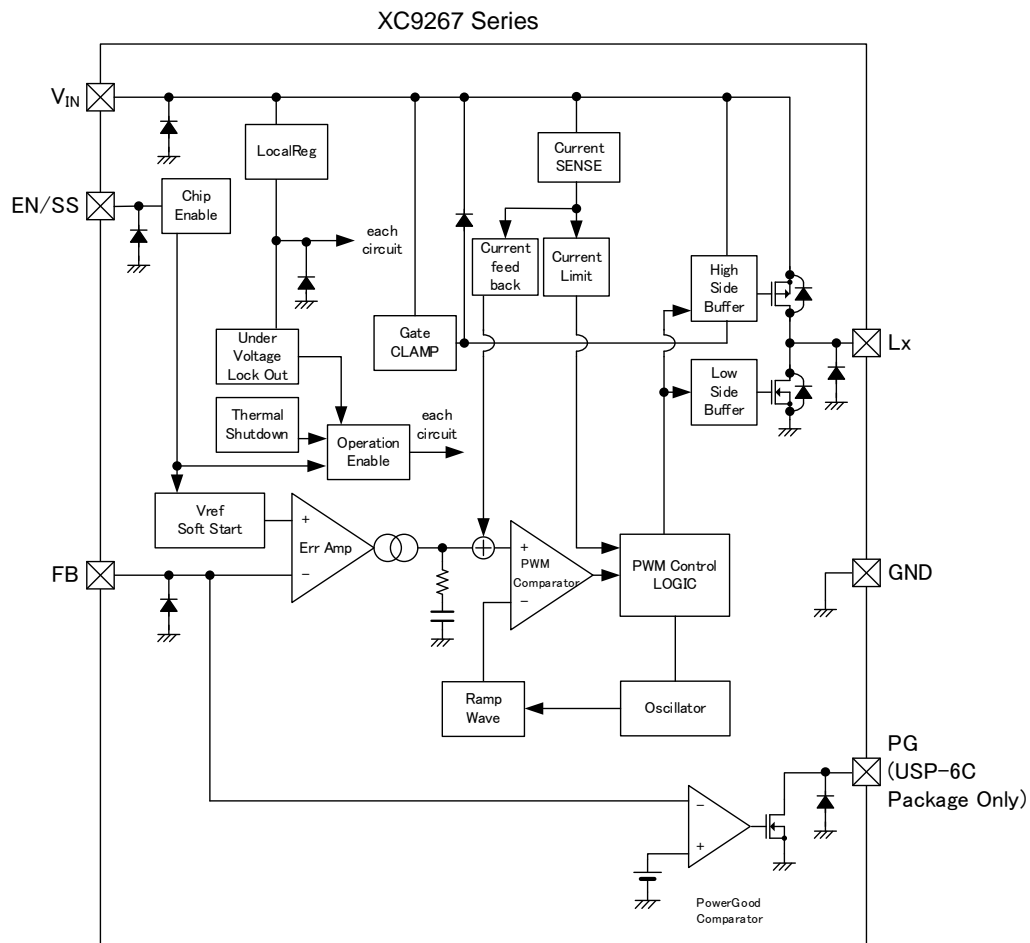 XC9267 Series
VIN
LocalReg
Current
SENSE
EN/SS
Chip
Enable
each
circuit
Current
feed
back
Current
Limit
High
Side
Buffer
Gate
CLAMP
Under
Voltage
Lock Out
Lx
Low
Side
Buffer
Thermal
Shutdown
Operation
Enable
each
circuit
Vref
Soft Start
+
Err Amp
−
+
PWM
Comparator
−
PWM Control
LOGIC
FB
GND
Ramp
Wave
Oscillator
PG
(USP-6C
Package Only)
−
+
PowerGood
Comparator